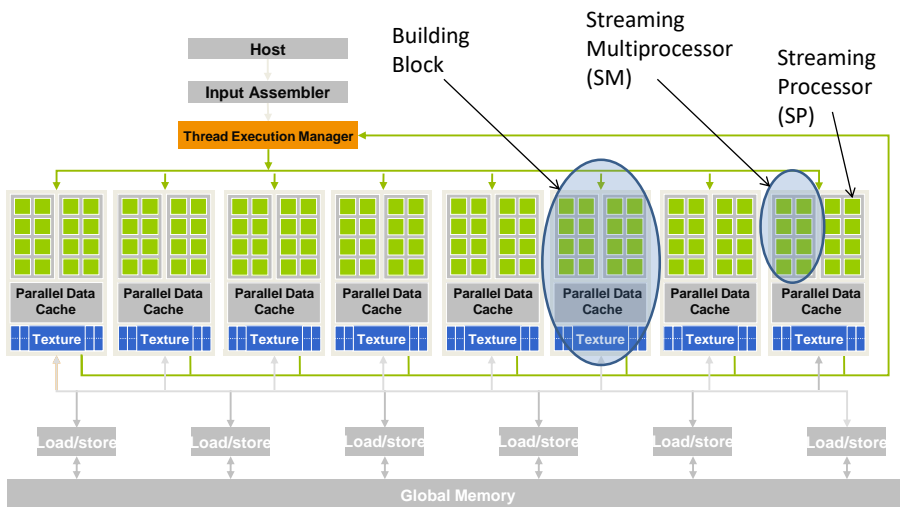 Building
Block
Streaming
Multiprocessor
(SM)
Streaming
Processor
(SP)
Host
Input Assembler
Thread Execution Manager
Parallel Data
Cache
Parallel Data
Cache
Parallel Data
Cache
Parallel Data
Cache
Parallel Data
Cache
Parallel Data
Cache
Parallel Data
Cache
Parallel Data
Cache
Texture
Texture
Texture
Texture
Texture
Texture
Texture
Texture
Load/store
Load/store
Load/store
Load/store
Load/store
Load/store
Global Memory